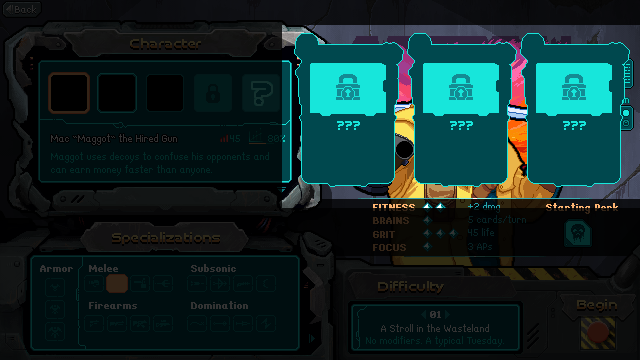 Back
Character
Mac "Maggot" the Hired Gun
45
80%
Maggot uses decoys to confuse his opponents and
can earn money faster than anyone.
???
???
???
FITNESS
+2 dmg
BRAINS
5 cards/turn
GRIT
45 life
FOCUS
3 APs
Starting Perk
Specializations
Armor
Melee
Subsonic
Firearms
Domination
Difficulty
01
A Stroll in the Wasteland
No modifiers. A typical Tuesday.
Begin